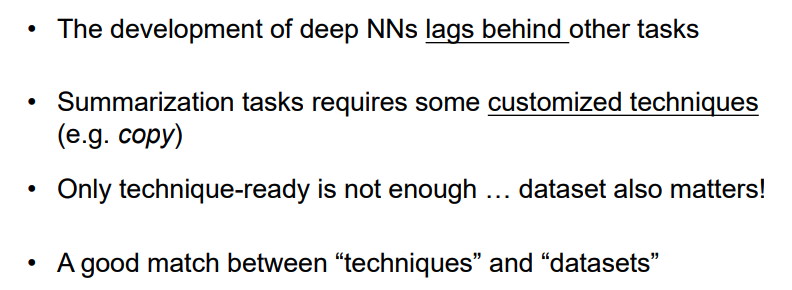 • The development of deep NNs lags behind other tasks
• Summarization tasks requires some customized techniques
(e.g. copy)
• Only technique-ready is not enough … dataset also matters!
• A good match between “techniques” and “datasets”